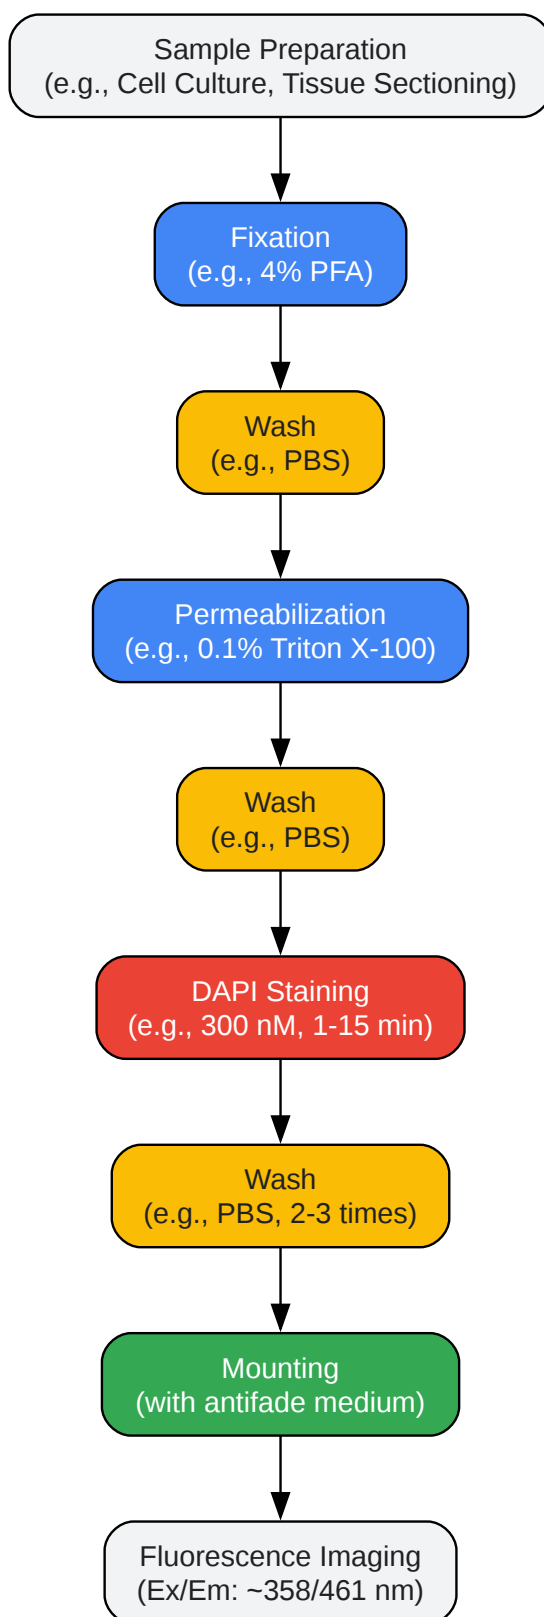 Sample Preparation
(e.g., Cell Culture, Tissue Sectioning)
Fixation
(e.g., 4% PFA)
Wash
(e.g., PBS)
Permeabilization
(e.g., 0.1% Triton X-100)
Wash
(e.g., PBS)
DAPI Staining
(e.g., 300 nM, 1-15 min)
Wash
(e.g., PBS, 2-3 times)
Mounting
(with antifade medium)
Fluorescence Imaging
(Ex/Em: ~358/461 nm)